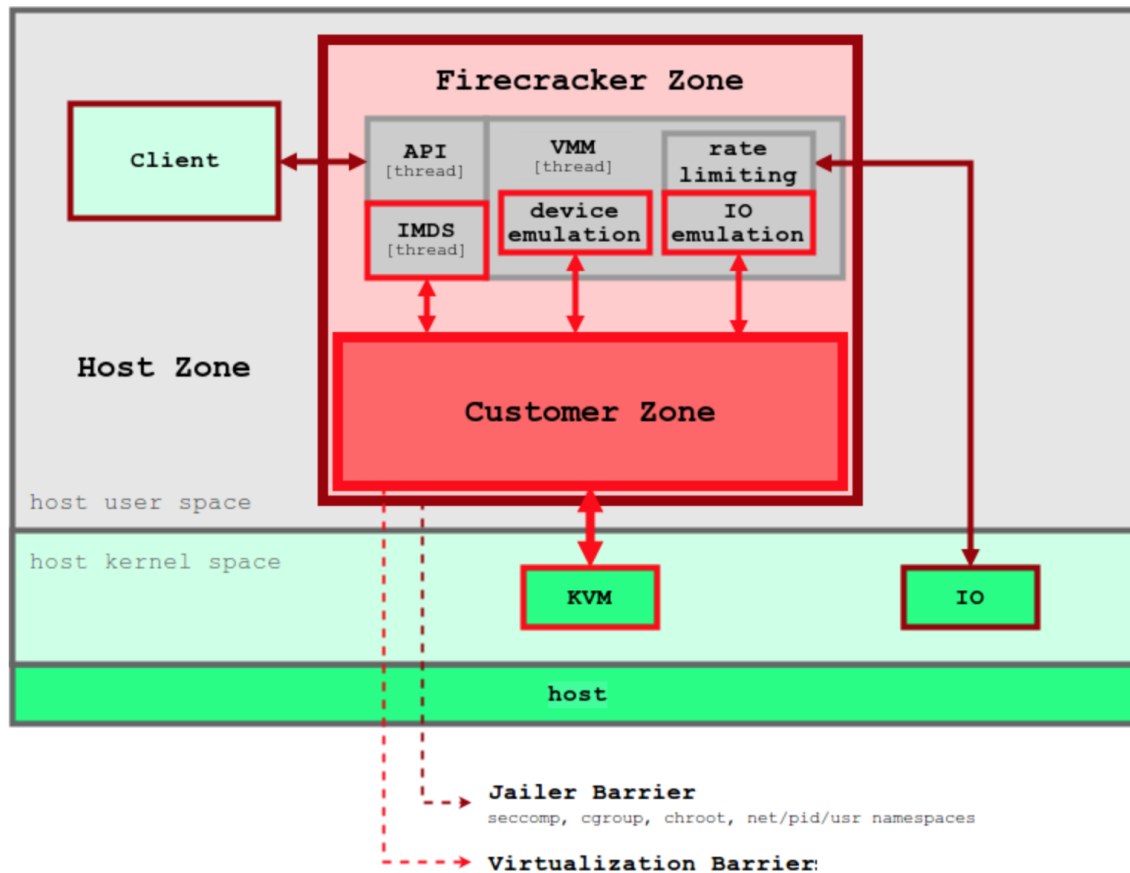 Firecracker Zone
Client
API
[thread]
VMM
[thread]
rate
limiting
IMDS
[thread]
device
emulation
IO
emulation
Host Zone
Customer Zone
host user space
host kernel space
KVM
IO
host
Jailer Barrier
seccomp, cgroup, chroot, net/pid/usr namespaces
Virtualization Barrier